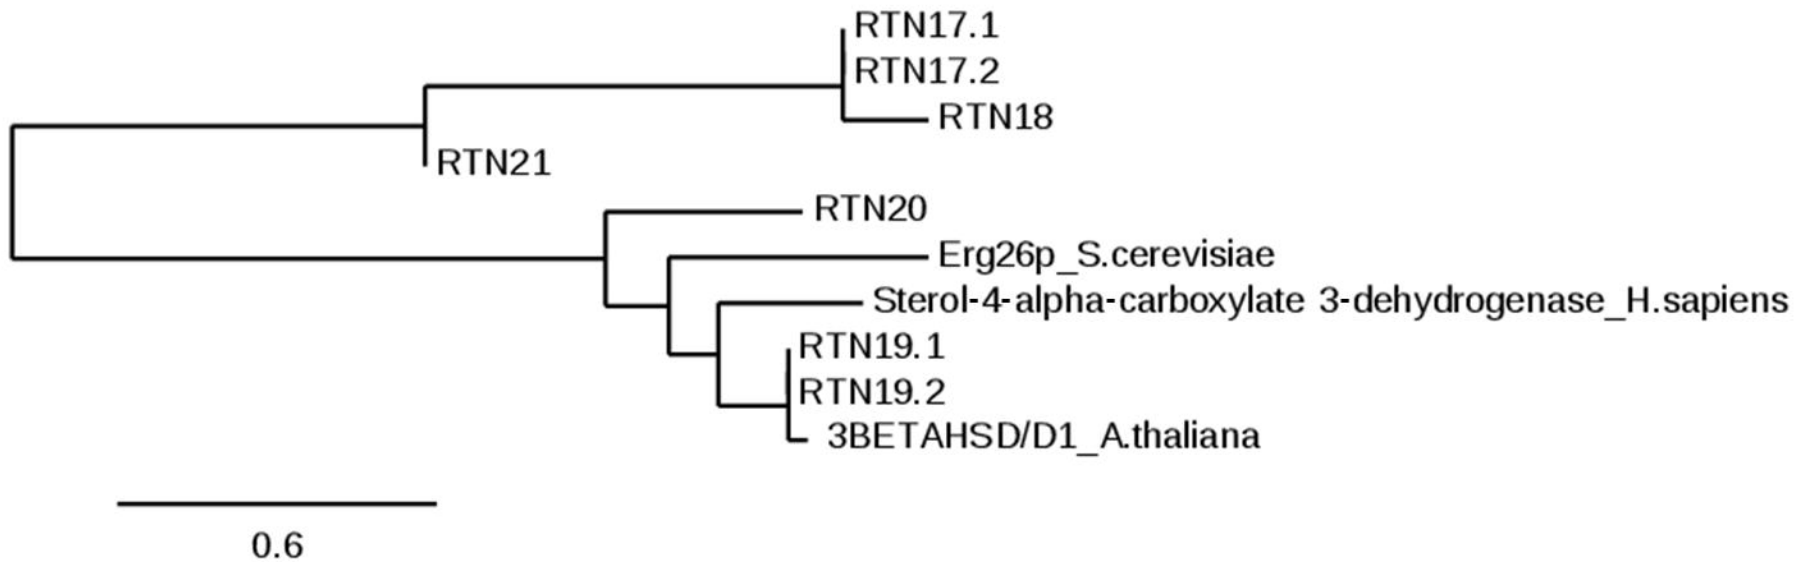 RTN17.1
RTN17.2
RTN18
RTN21
RTN20
Erg26p_S.cerevisiae
Sterol-4-alpha-carboxylate 3-dehydrogenase_H.sapiens
RTN19.1
RTN19.2
3BETAHSD/D1_A.thaliana
0.6